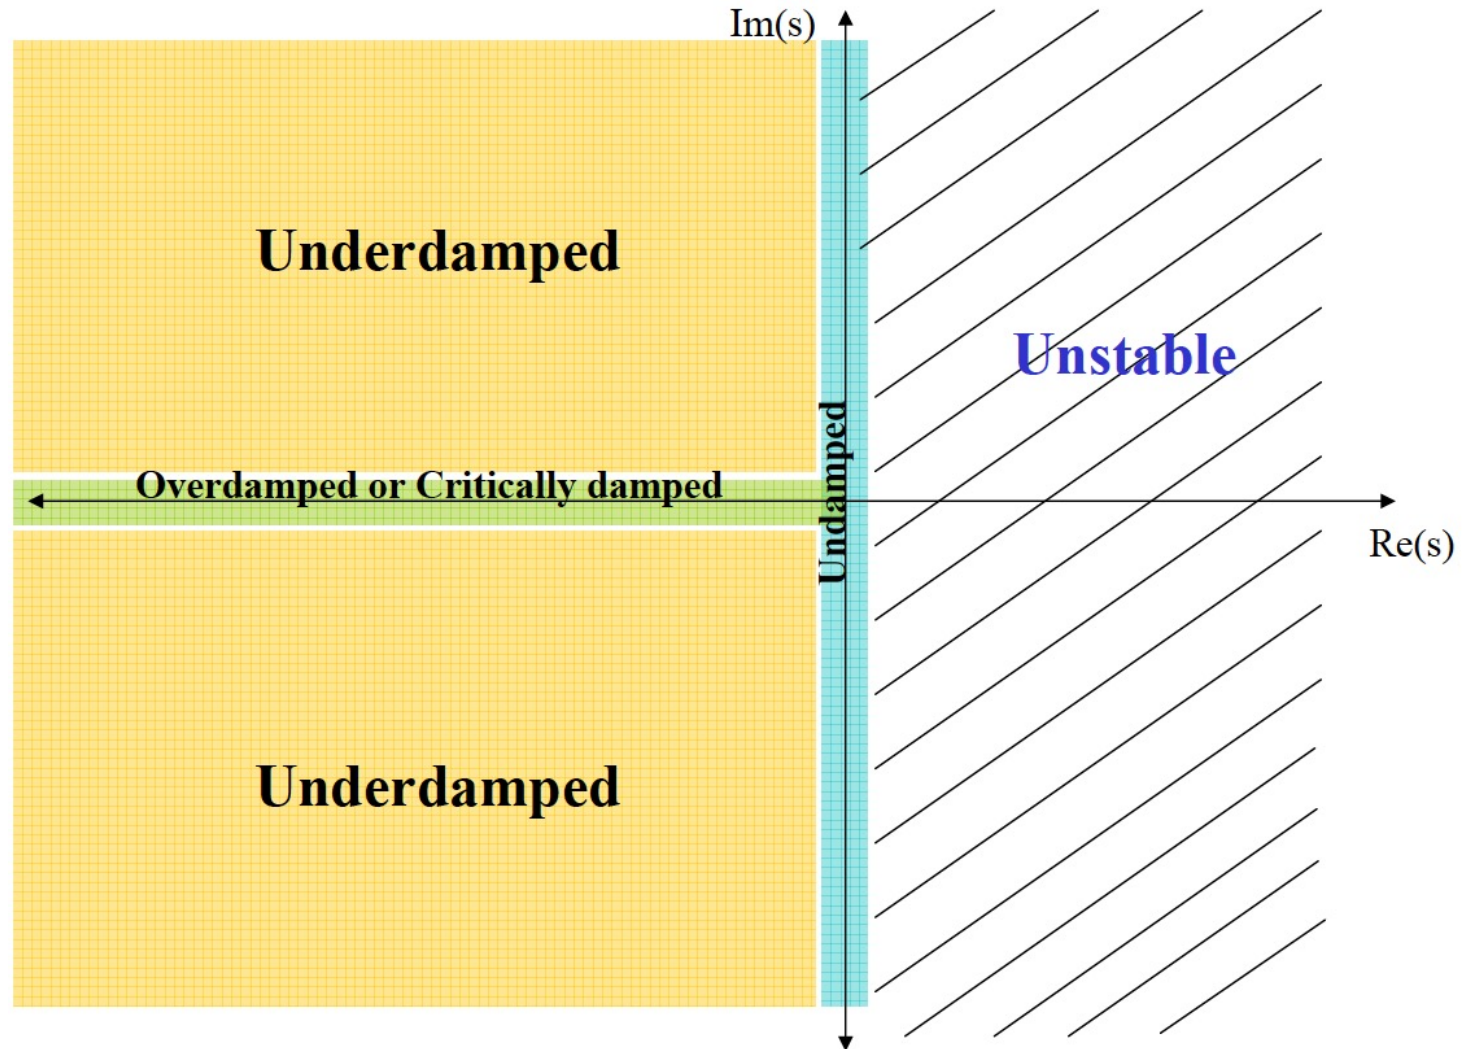 Im(s)
Underdamped
Unstable
Overdamped or Critically damped
Undamped
Re(s)
Underdamped